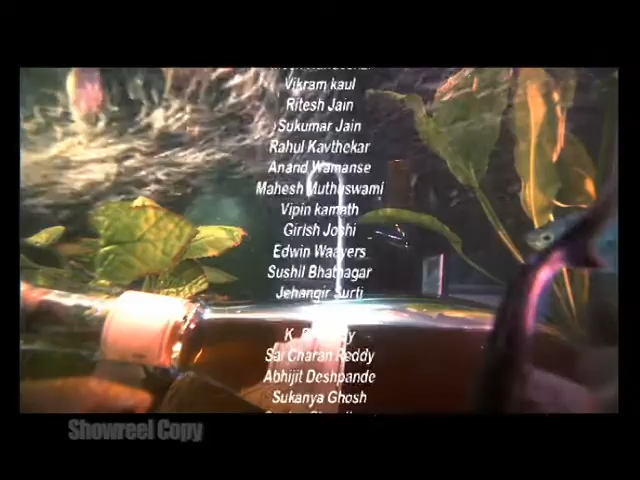 Vikram kaul
Ritesh Jain
Sukumar Jain
Rahul Kavthekar
Anand Wamanse
Mahesh Muthuswami
Vipin kamath
Girish Joshi
Edwin Waavers
Sushil Bhatnagar
Jehangir Surti
K.
Sai Charan Reddy
Abhijit Deshpande
Sukanya Ghosh
Showreel Copy